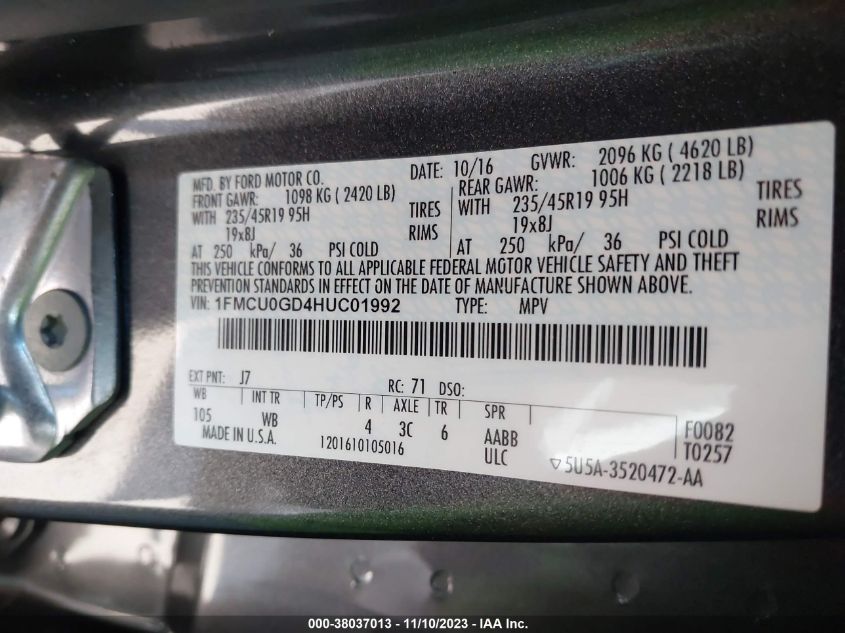 MFD. BY FORD MOTOR CO. DATE: 10/16 GVWR: 2096 KG ( 4620 LB)
FRONT GAWR: 1098 KG ( 2420 LB) REAR GAWR: 1006 KG ( 2218 LB)
WITH 235/45R19 95H TIRES WITH 235/45R19 95H TIRES
19x8J RIMS 19x8J RIMS
AT 250 kPa/ 36 PSI COLD AT 250 kPa/ 36 PSI COLD
THIS VEHICLE CONFORMS TO ALL APPLICABLE FEDERAL MOTOR VEHICLE SAFETY AND THEFT
PREVENTION STANDARDS IN EFFECT ON THE DATE OF MANUFACTURE SHOWN ABOVE.
VIN: 1FMCU0GD4HUC01992 TYPE: MPV
EXT PNT: J7 RC: 71 DSO:
WB INT TR TP/PS R AXLE TR SPR
105 WB 4 3C 6 AABB F0082
MADE IN U.S.A. 1201610105016 ULC T0257
5U5A-3520472-AA
000-38037013 - 11/10/2023 - IAA Inc.